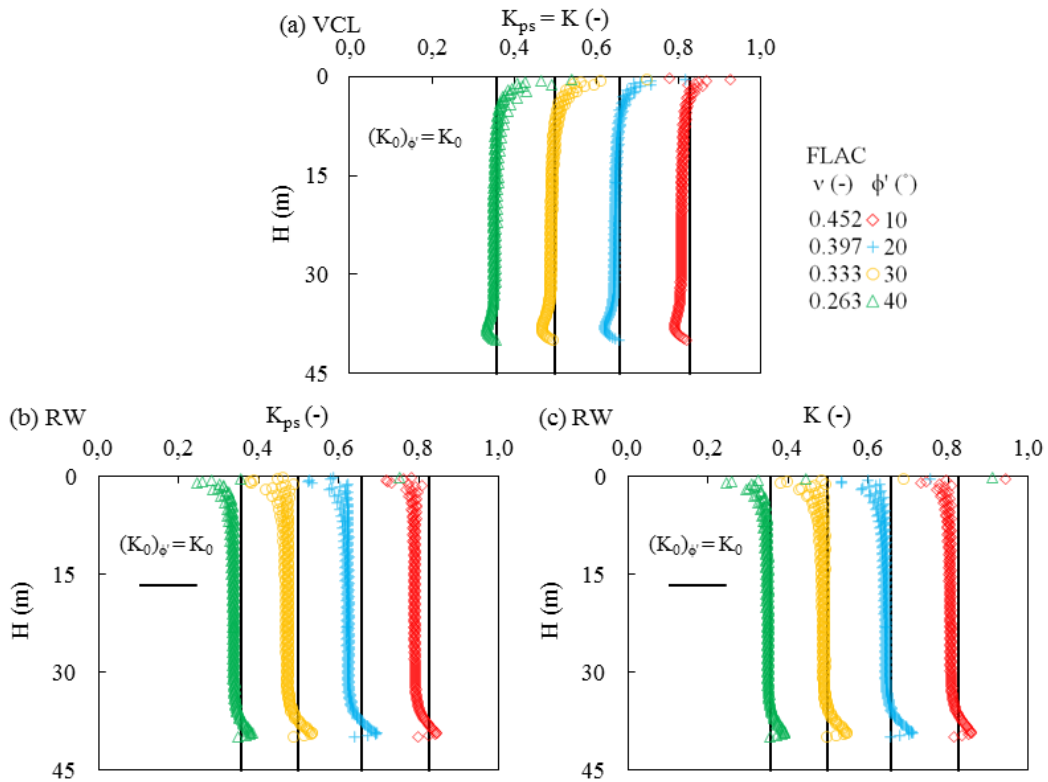 (a) VCL
Kps = K (-)
0,0 0,2 0,4 0,6 0,8 1,0
0
15
30
45
H (m)
(K0)ϕ' = K0
FLAC
ν (-) ϕ' (°)
0.452 10
0.397 20
0.333 30
0.263 40
(b) RW
Kps (-)
0,0 0,2 0,4 0,6 0,8 1,0
0
15
30
45
H (m)
(K0)ϕ' = K0
(c) RW
K (-)
0,0 0,2 0,4 0,6 0,8 1,0
0
15
30
45
H (m)
(K0)ϕ' = K0